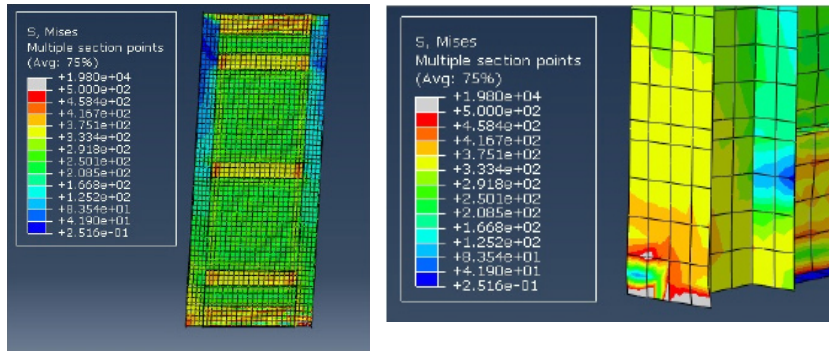 S, Mises
Multiple section points
(Avg: 75%)
+1.980e+04
+5.000e+02
+4.584e+02
+4.167e+02
+3.751e+02
+3.334e+02
+2.918e+02
+2.501e+02
+2.085e+02
+1.668e+02
+1.252e+02
+8.354e+01
+4.190e+01
+2.516e-01
S, Mises
Multiple section points
(Avg: 75%)
+1.980e+04
+5.000e+02
+4.584e+02
+4.167e+02
+3.751e+02
+3.334e+02
+2.918e+02
+2.501e+02
+2.085e+02
+1.668e+02
+1.252e+02
+8.354e+01
+4.190e+01
+2.516e-01